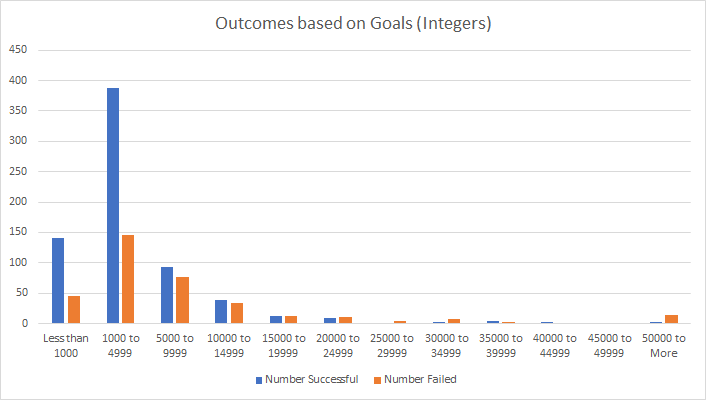 Outcomes based on Goals (Integers)
450
400
350
300
250
200
150
100
50
0
Less than 1000
1000 to 4999
5000 to 9999
10000 to 14999
15000 to 19999
20000 to 24999
25000 to 29999
30000 to 34999
35000 to 39999
40000 to 44999
45000 to 49999
50000 to More
Number Successful
Number Failed